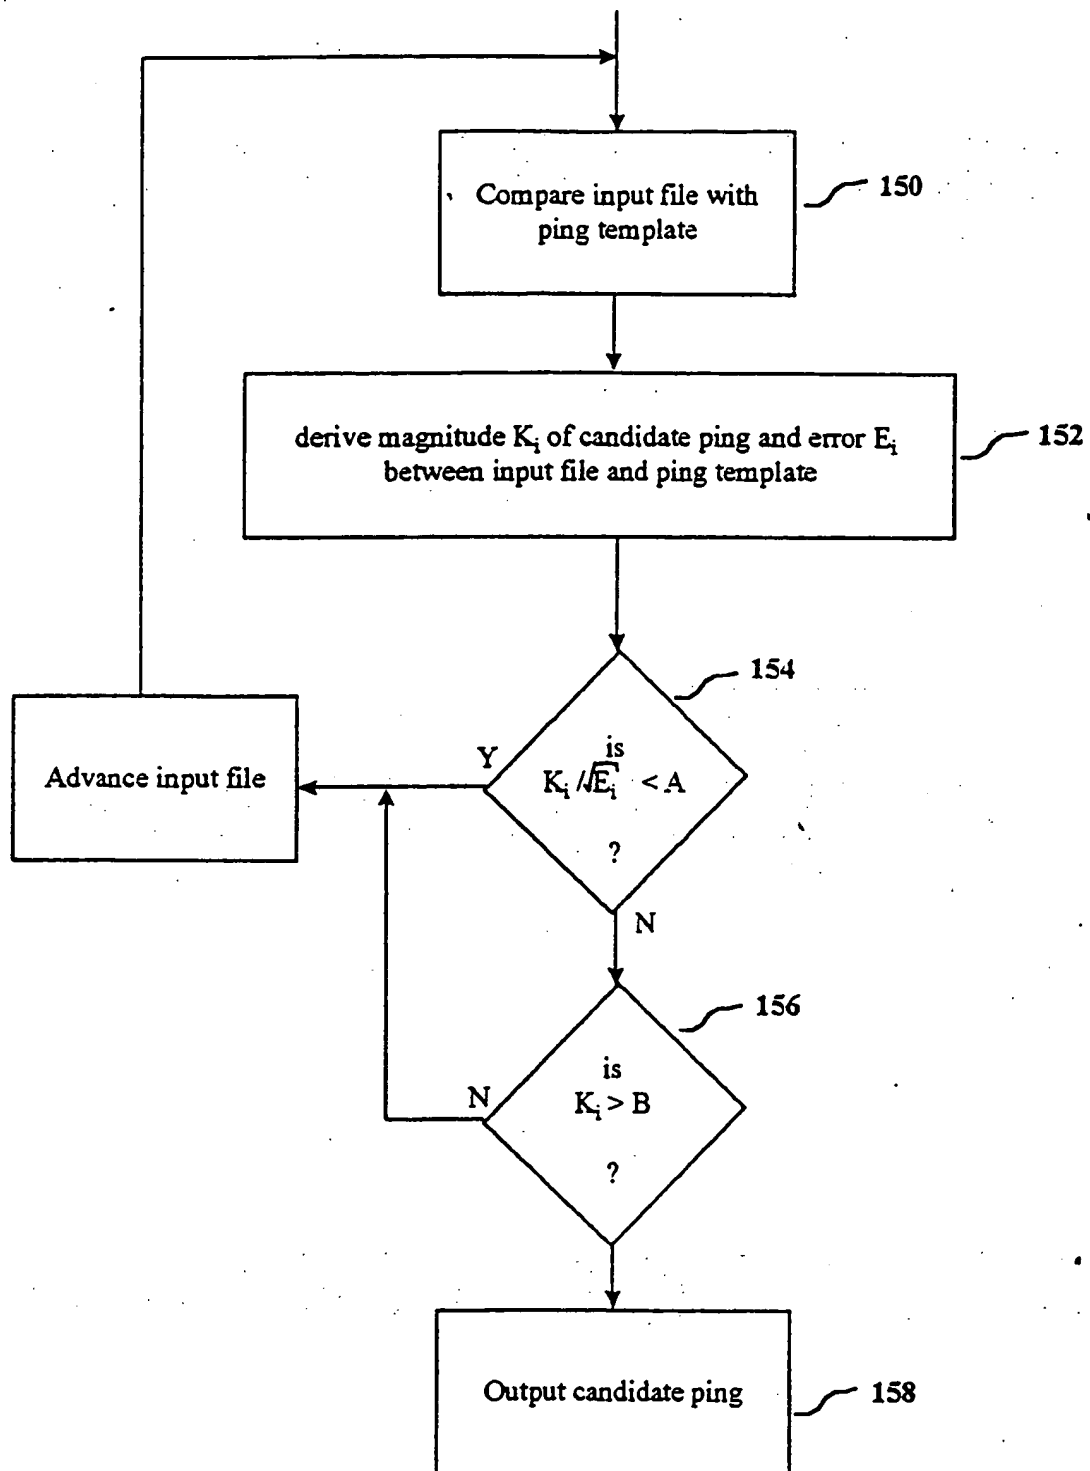 Compare input file with
ping template
150
derive magnitude Ki of candidate ping and error Ei
between input file and ping template
152
154
Y
is
Ki /√Ei < A
?
Advance input file
N
156
N
is
Ki > B
?
Output candidate ping
158